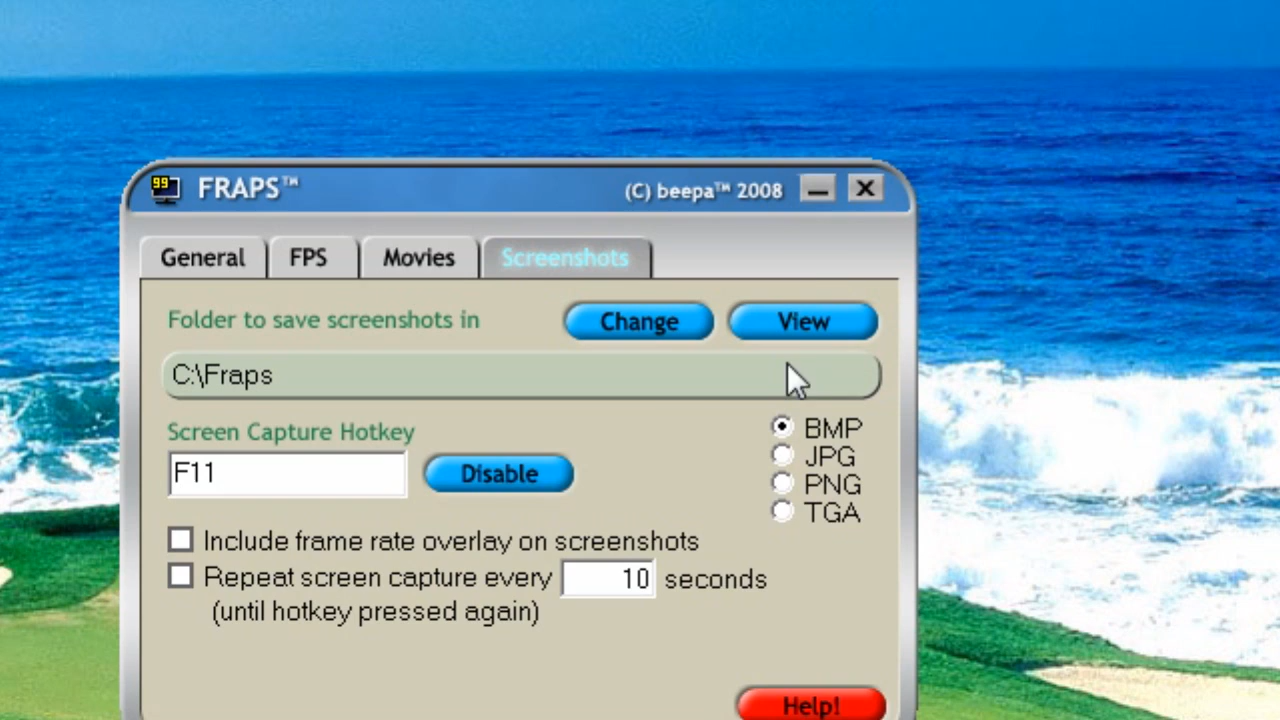 99 FRAPS™ (C) beepa™ 2008
General FPS Movies Screenshots
Folder to save screenshots in Change View
C:\Fraps
Screen Capture Hotkey
F11 Disable
BMP
JPG
PNG
TGA
Include frame rate overlay on screenshots
Repeat screen capture every 10 seconds
(until hotkey pressed again)
Help!